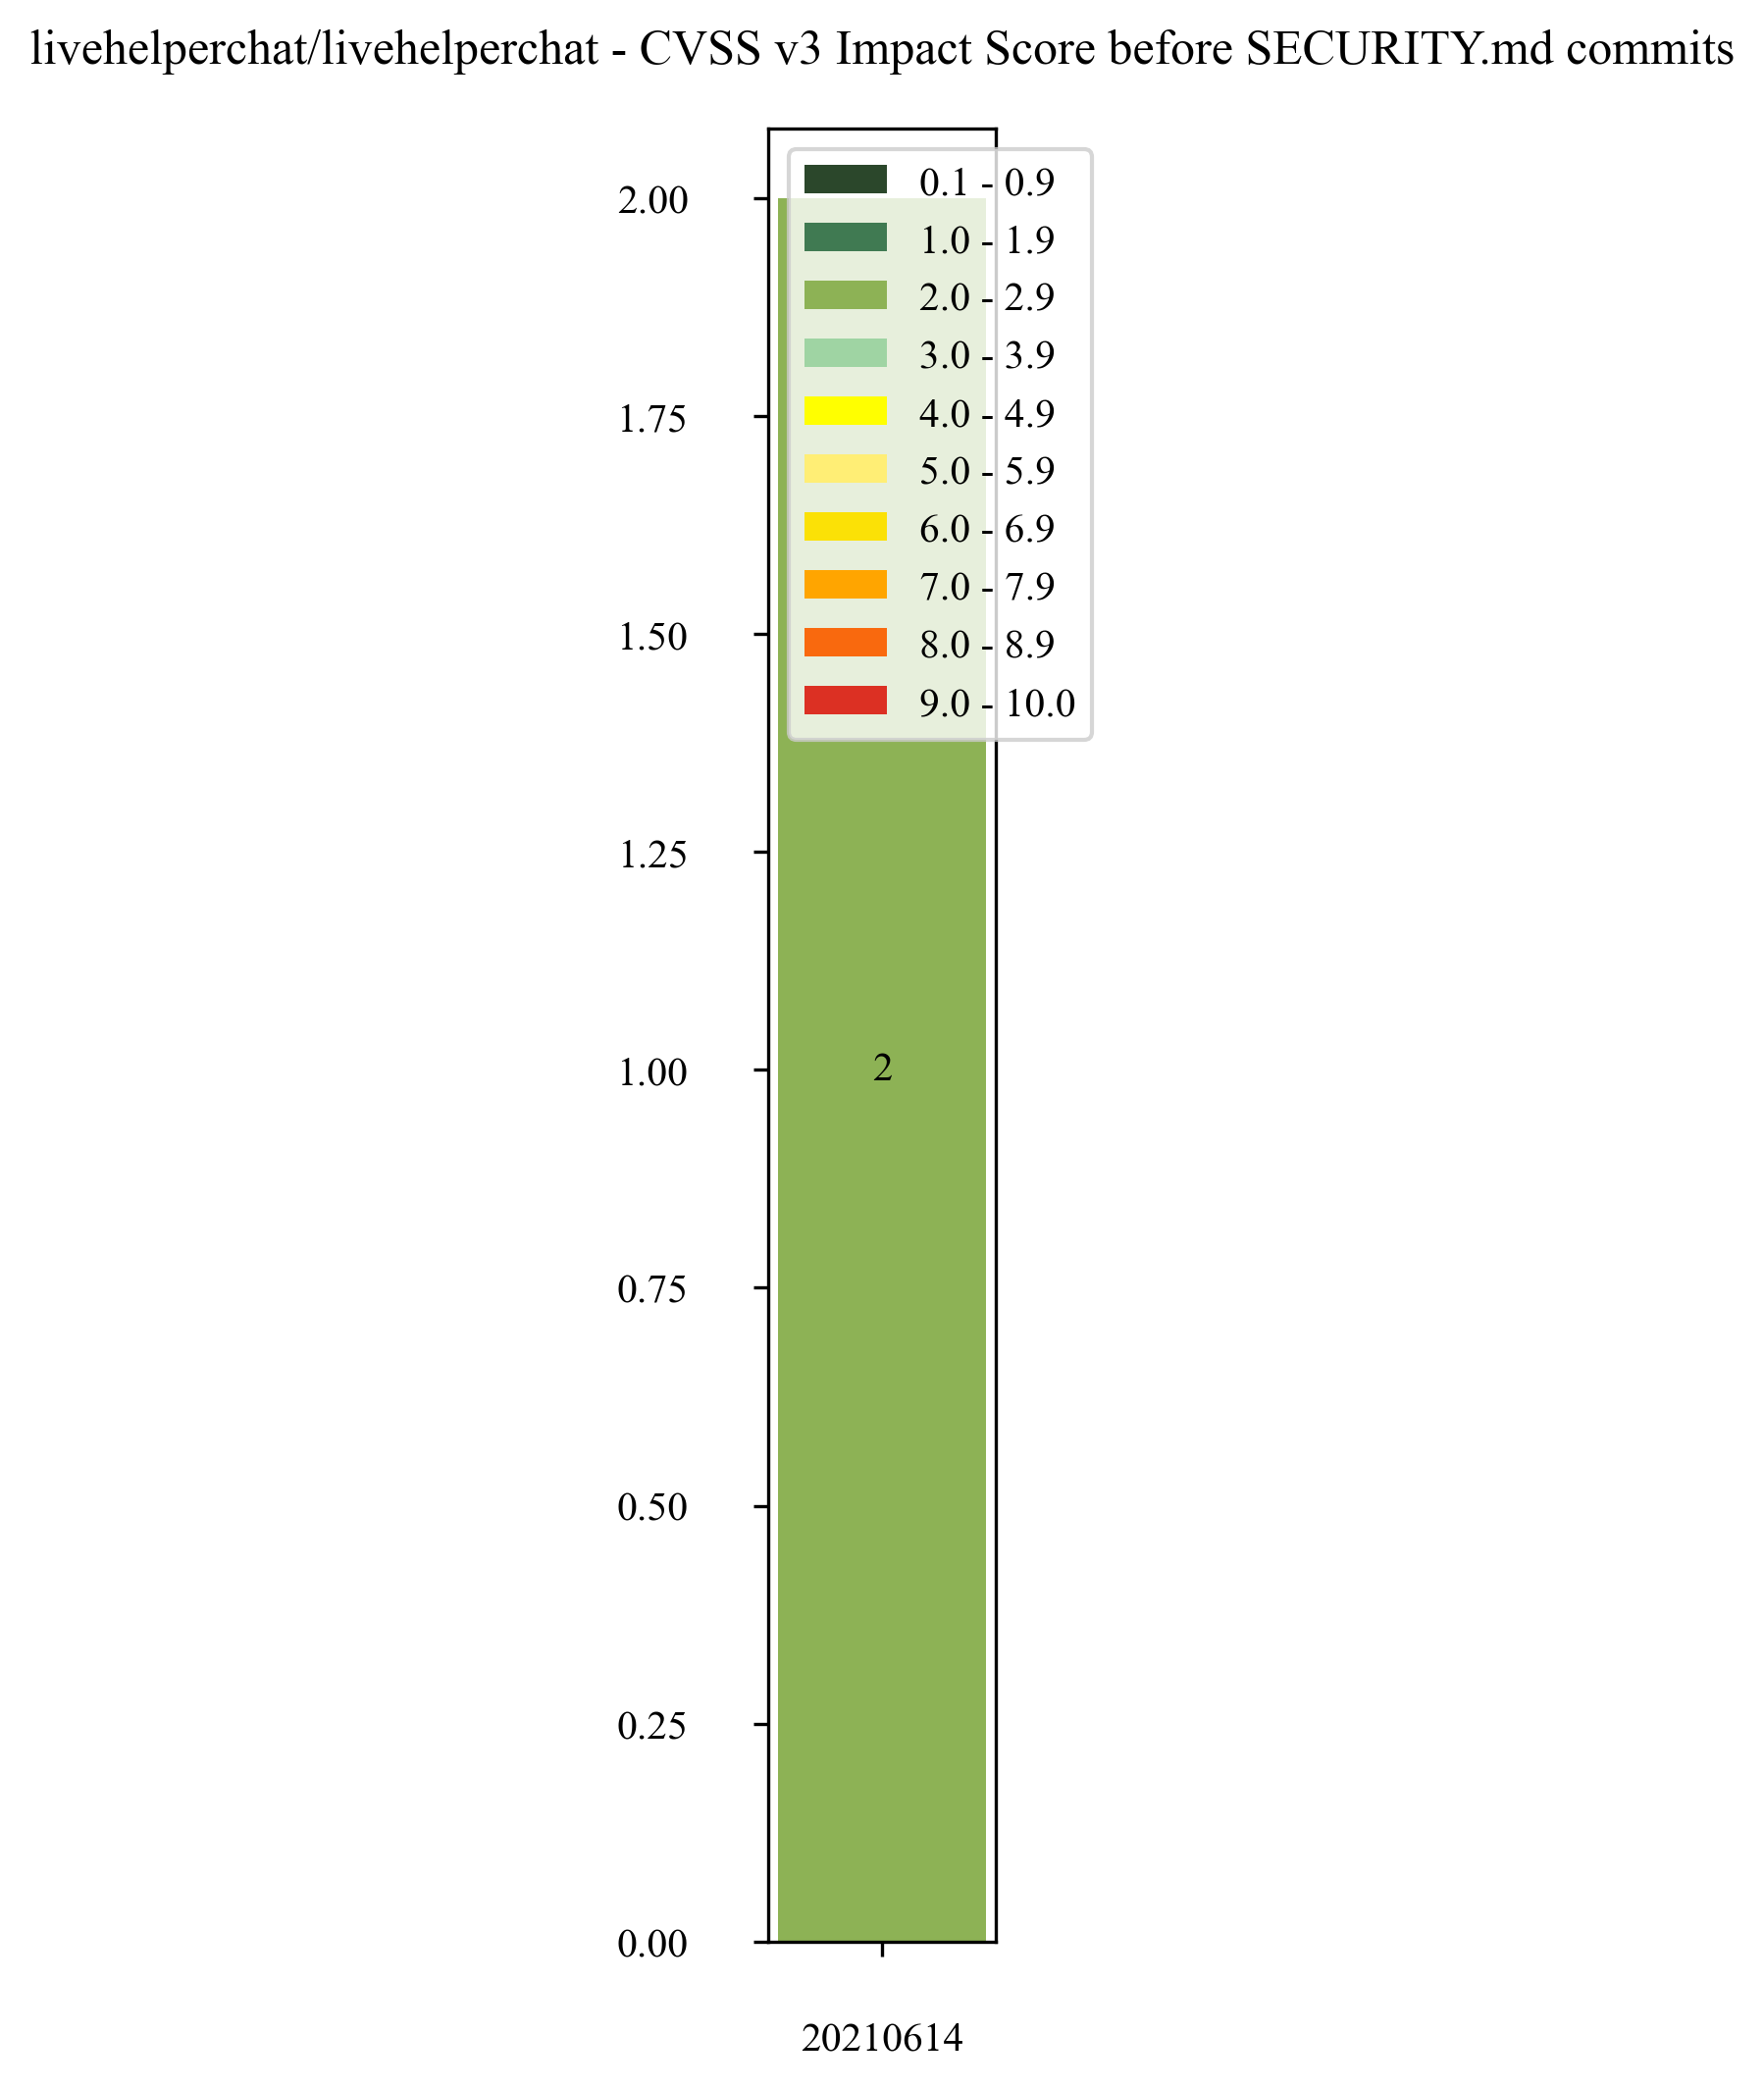 livehelperchat/livehelperchat - CVSS v3 Impact Score before SECURITY.md commits
0.1 - 0.9
1.0 - 1.9
2.0 - 2.9
3.0 - 3.9
4.0 - 4.9
5.0 - 5.9
6.0 - 6.9
7.0 - 7.9
8.0 - 8.9
9.0 - 10.0
2.00
1.75
1.50
1.25
1.00
0.75
0.50
0.25
0.00
2
20210614